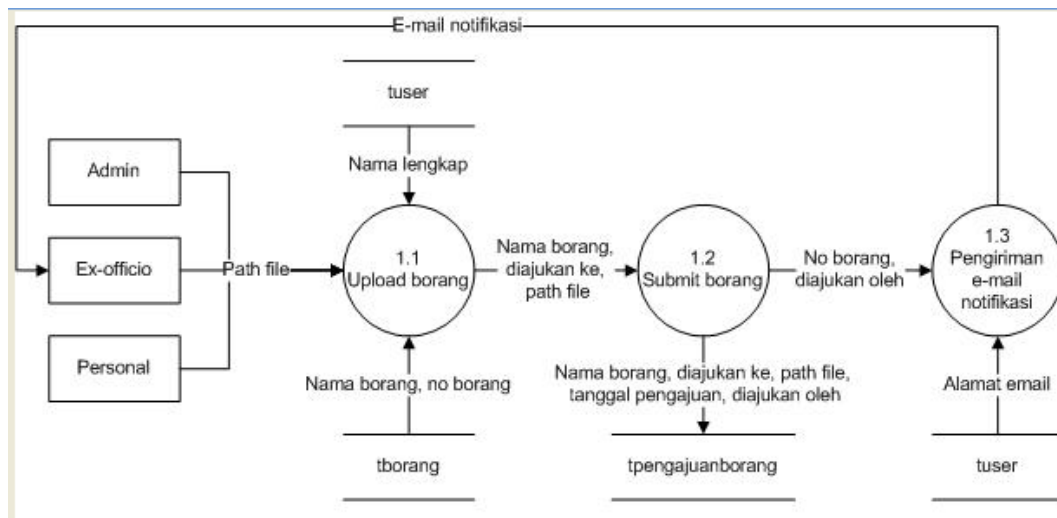 E-mail notifikasi
tuser
Nama lengkap
Admin
Ex-officio
Personal
Path file
1.1
Upload borang
Nama borang,
diajukan ke,
path file
1.2
Submit borang
No borang,
diajukan oleh
1.3
Pengiriman
e-mail
notifikasi
Nama borang, no borang
Nama borang, diajukan ke, path file,
tanggal pengajuan, diajukan oleh
Alamat email
tborang
tpengajuanborang
tuser